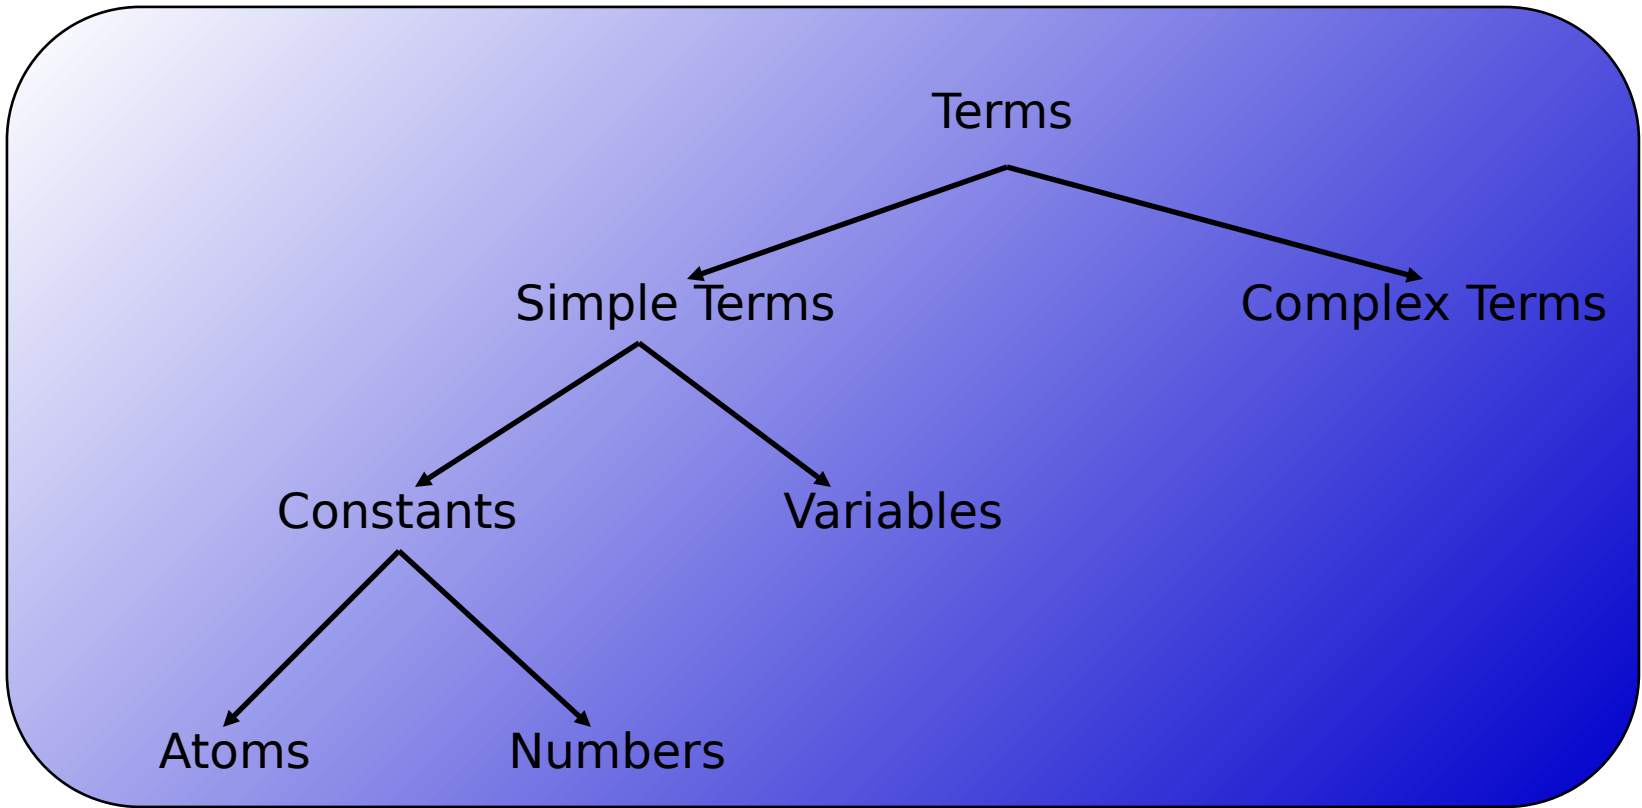 Terms
Simple Terms
Complex Terms
Constants
Variables
Atoms
Numbers